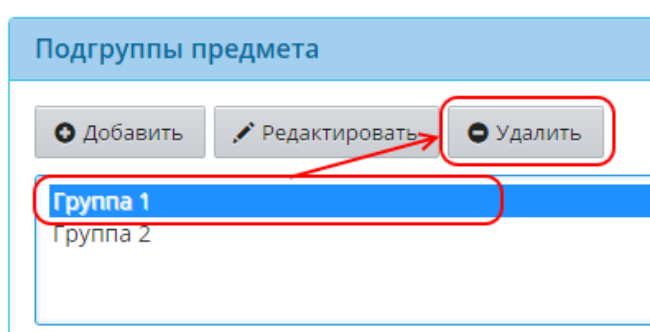 Подгруппы предмета
Добавить Редактировать Удалить
Группа 1
Группа 2